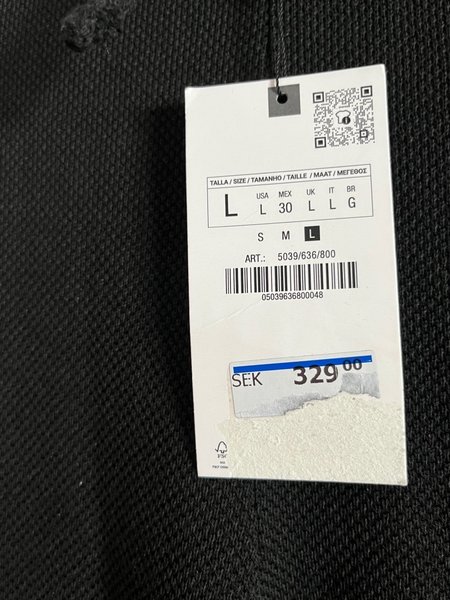 TALLA / SIZE / TAMANHO / TAILLE / MAAT / ΜΕΓΕΘΟΣ
L
USA MEX UK IT BR
L 30 L L G
S M L
ART.: 5039/636/800
05039636800048
SEK 329 00
FSC